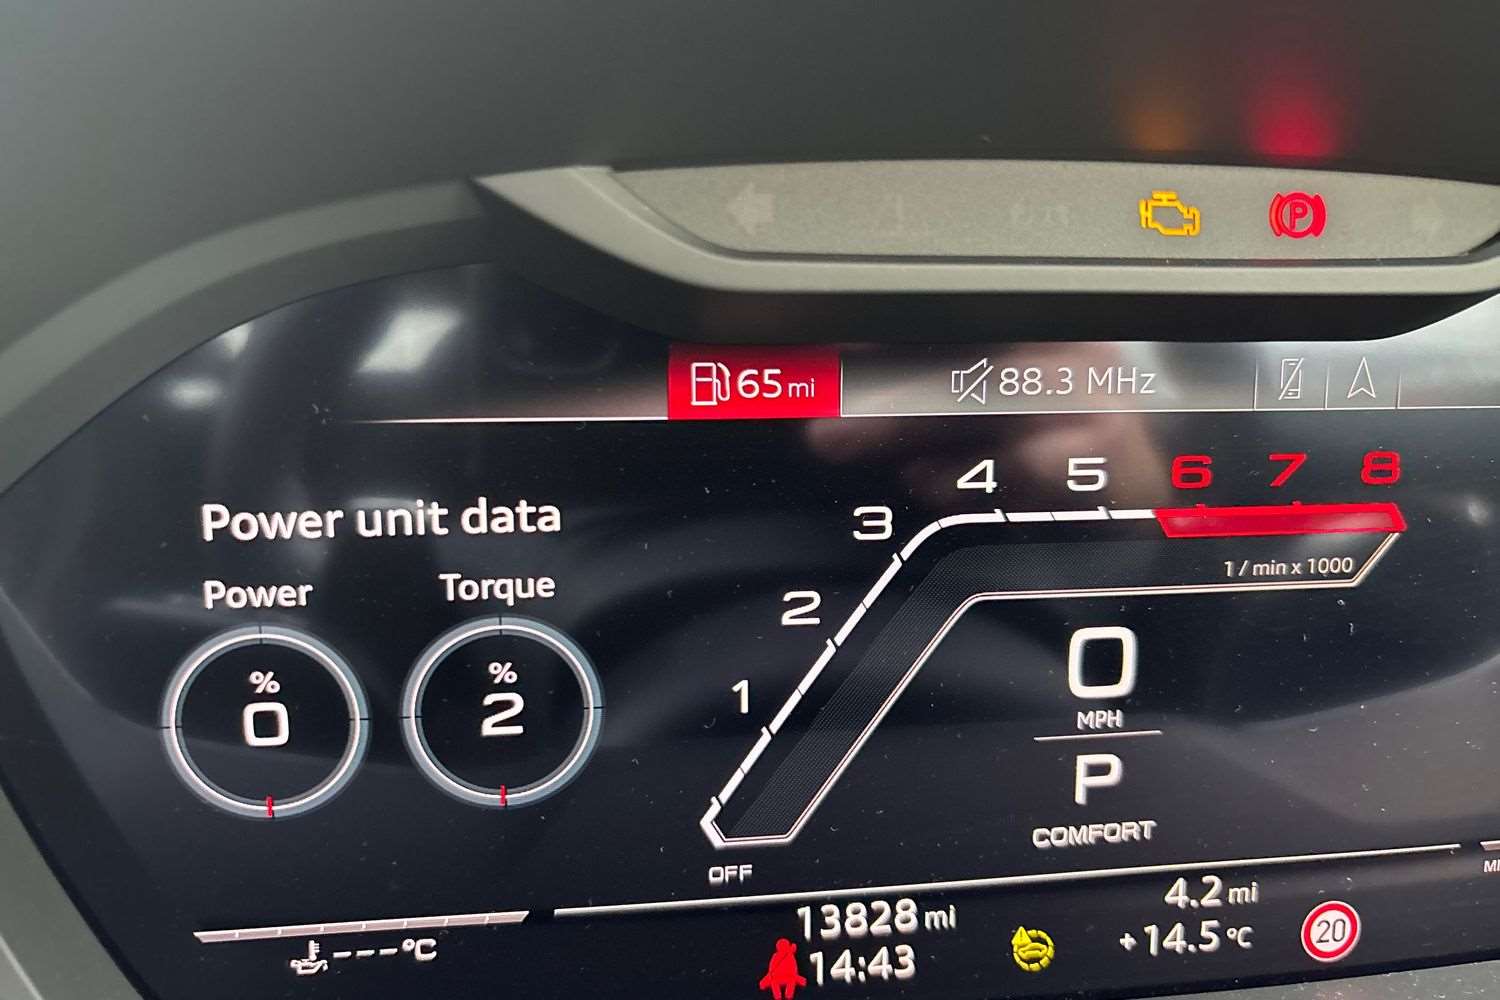 P
65 mi
88.3 MHz
Power unit data
Power
Torque
%
0
%
2
1
2
3
4
5
6
7
8
1 / min x 1000
0
MPH
P
COMFORT
OFF
---°C
13828 mi
14:43
4.2 mi
+14.5 °C
20